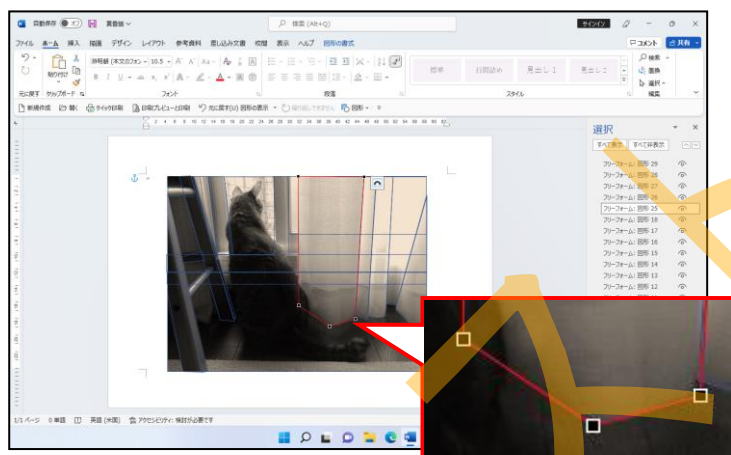 自動保存 オフ 異음版
検索 (Alt+Q)
サインイン
ファイル ホーム 挿入 描画 デザイン レイアウト 参考資料 差し込み文書 校閲 表示 ヘルプ 図形の書式
コメント 共有
貼り付け
10.5
標準 行間詰め 見出し 1 見出し 2
検索
置換
選択
元に戻す クリップボード フォント 段落 スタイル 編集
新規作成 開く クイック印刷 印刷プレビューと印刷 元に戻す(U) 図形の表示 図形
選択
すべて表示 すべて非表示
フリーフォーム: 図形 29
フリーフォーム: 図形 28
フリーフォーム: 図形 27
フリーフォーム: 図形 26
フリーフォーム: 図形 25
フリーフォーム: 図形 18
フリーフォーム: 図形 17
フリーフォーム: 図形 16
フリーフォーム: 図形 15
フリーフォーム: 図形 14
フリーフォーム: 図形 13
フリーフォーム: 図形 12
1/1 ページ 0 単語 英語 (米国) アクセシビリティ: 検討が必要です